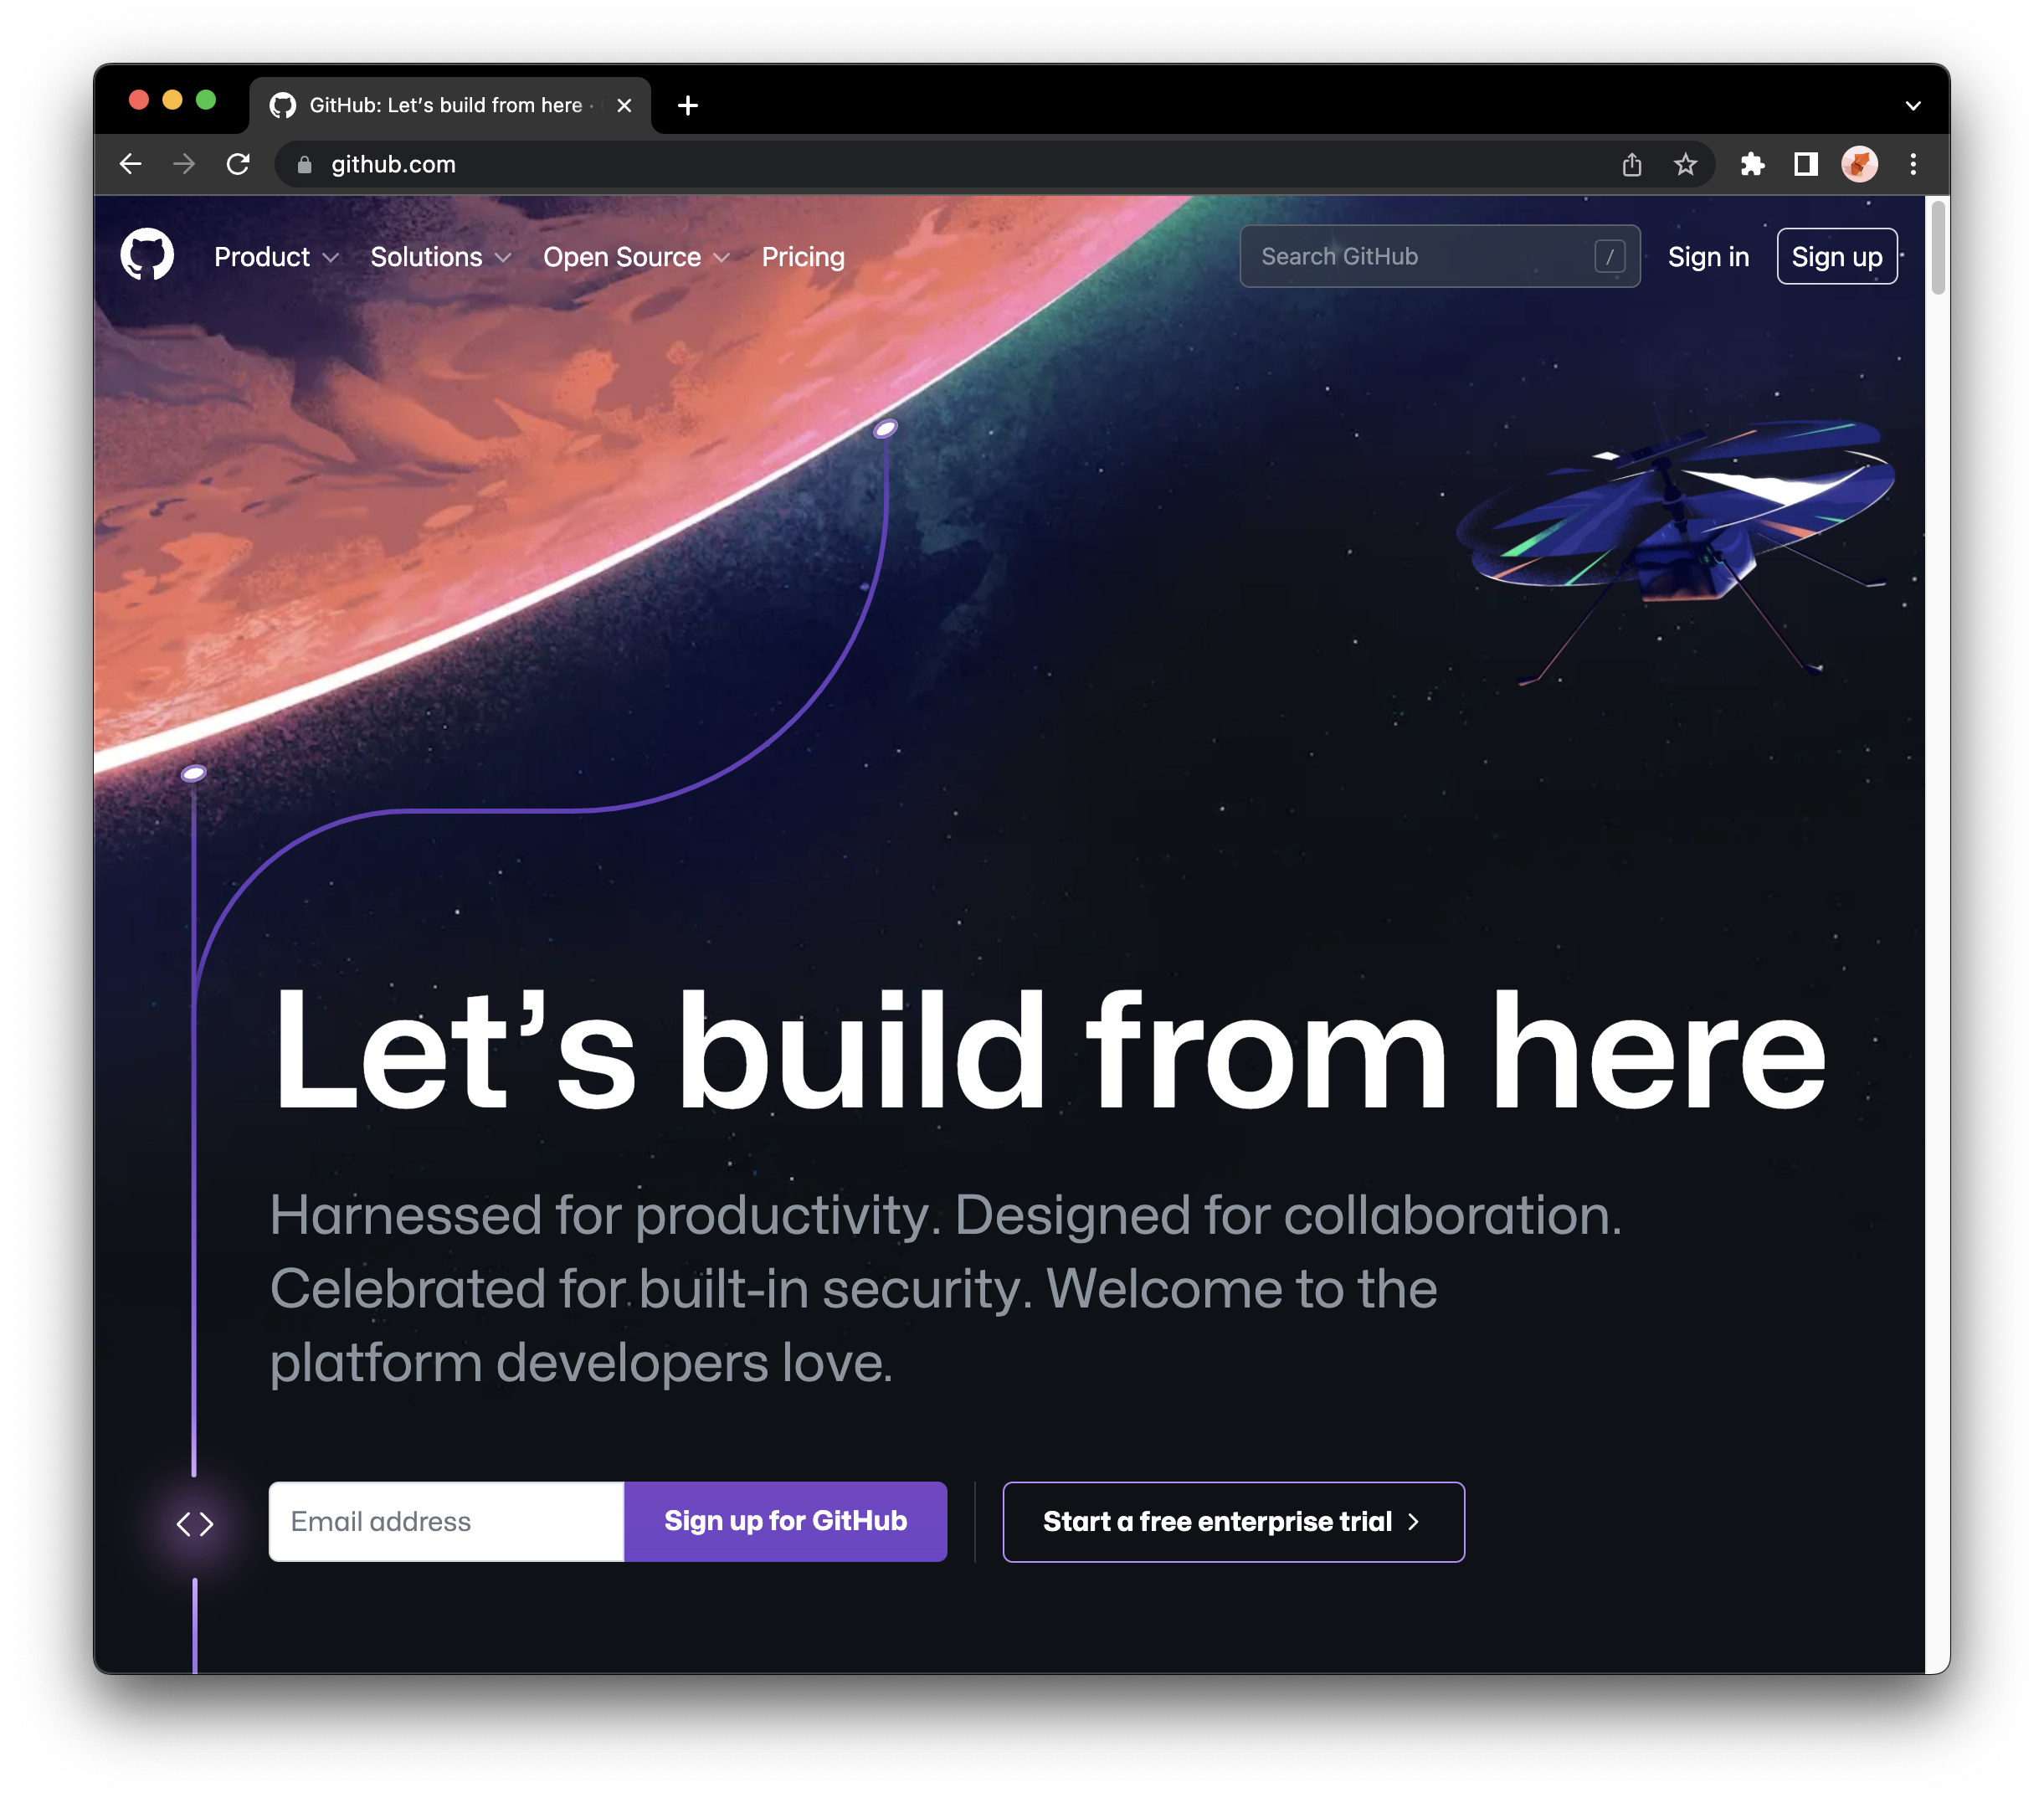 GitHub: Let’s build from here ·
github.com
Product
Solutions
Open Source
Pricing
Search GitHub
/
Sign in
Sign up
Let’s build from here
Harnessed for productivity. Designed for collaboration.
Celebrated for built-in security. Welcome to the
platform developers love.
Email address
Sign up for GitHub
Start a free enterprise trial